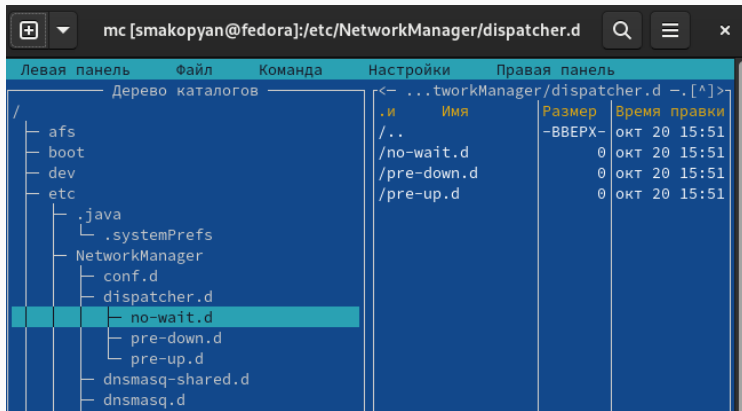 mc [smakopyan@fedora]:/etc/NetworkManager/dispatcher.d
Левая панель Файл Команда Настройки Правая панель
Дерево каталогов
/
afs
boot
dev
etc
.java
.systemPrefs
NetworkManager
conf.d
dispatcher.d
no-wait.d
pre-down.d
pre-up.d
dnsmasq-shared.d
dnsmasq.d
<— ...tworkManager/dispatcher.d —.[^]>
.и Имя Размер Время правки
/.. -ВВЕРХ- окт 20 15:51
/no-wait.d 0 окт 20 15:51
/pre-down.d 0 окт 20 15:51
/pre-up.d 0 окт 20 15:51